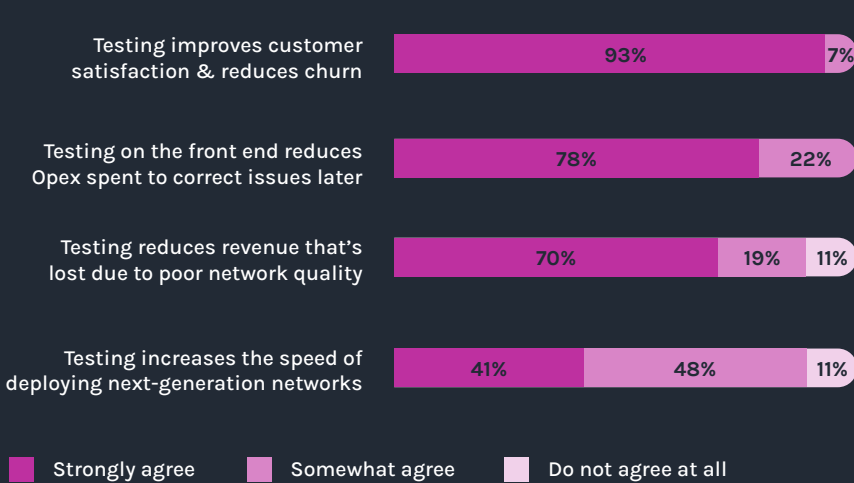 Testing improves customer
satisfaction & reduces churn
93%
7%
Testing on the front end reduces
Opex spent to correct issues later
78%
22%
Testing reduces revenue that's
lost due to poor network quality
70%
19%
11%
Testing increases the speed of
deploying next-generation networks
41%
48%
11%
Strongly agree
Somewhat agree
Do not agree at all